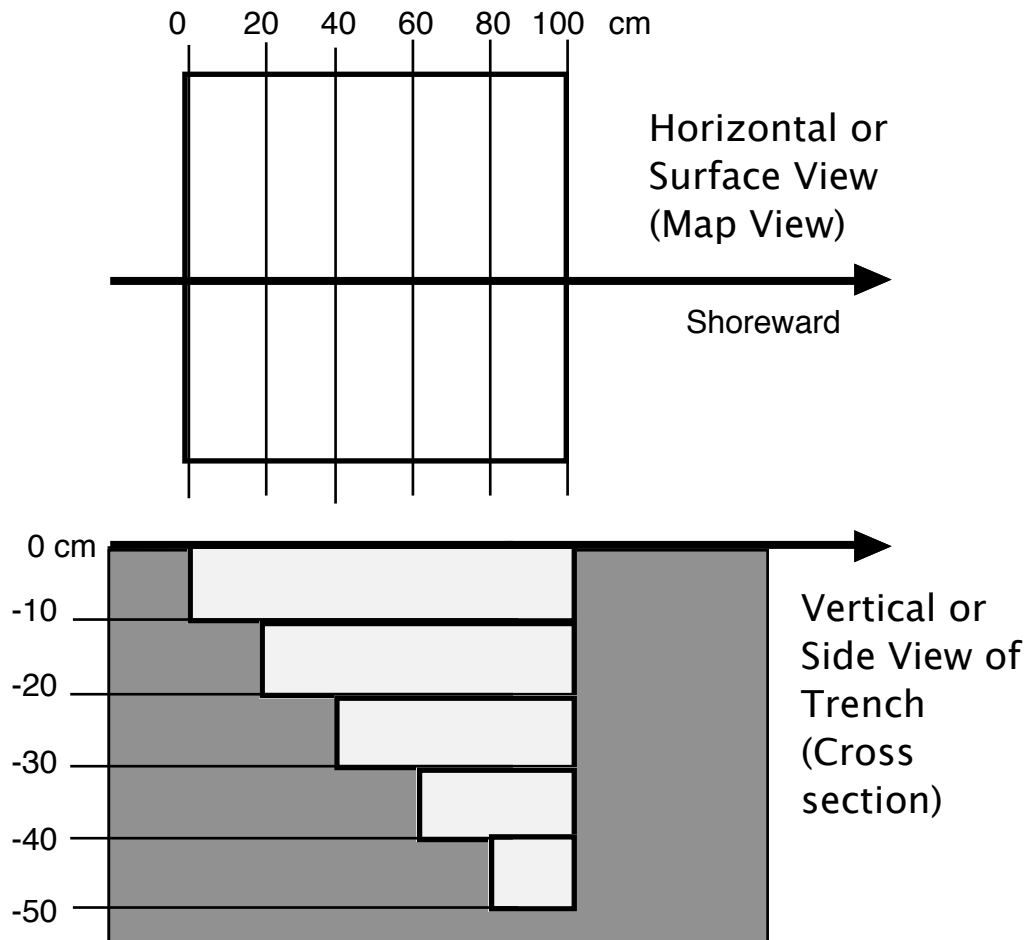 0 20 40 60 80 100 cm
Horizontal or
Surface View
(Map View)
Shoreward
0 cm
-10
-20
-30
-40
-50
Vertical or
Side View of
Trench
(Cross
section)